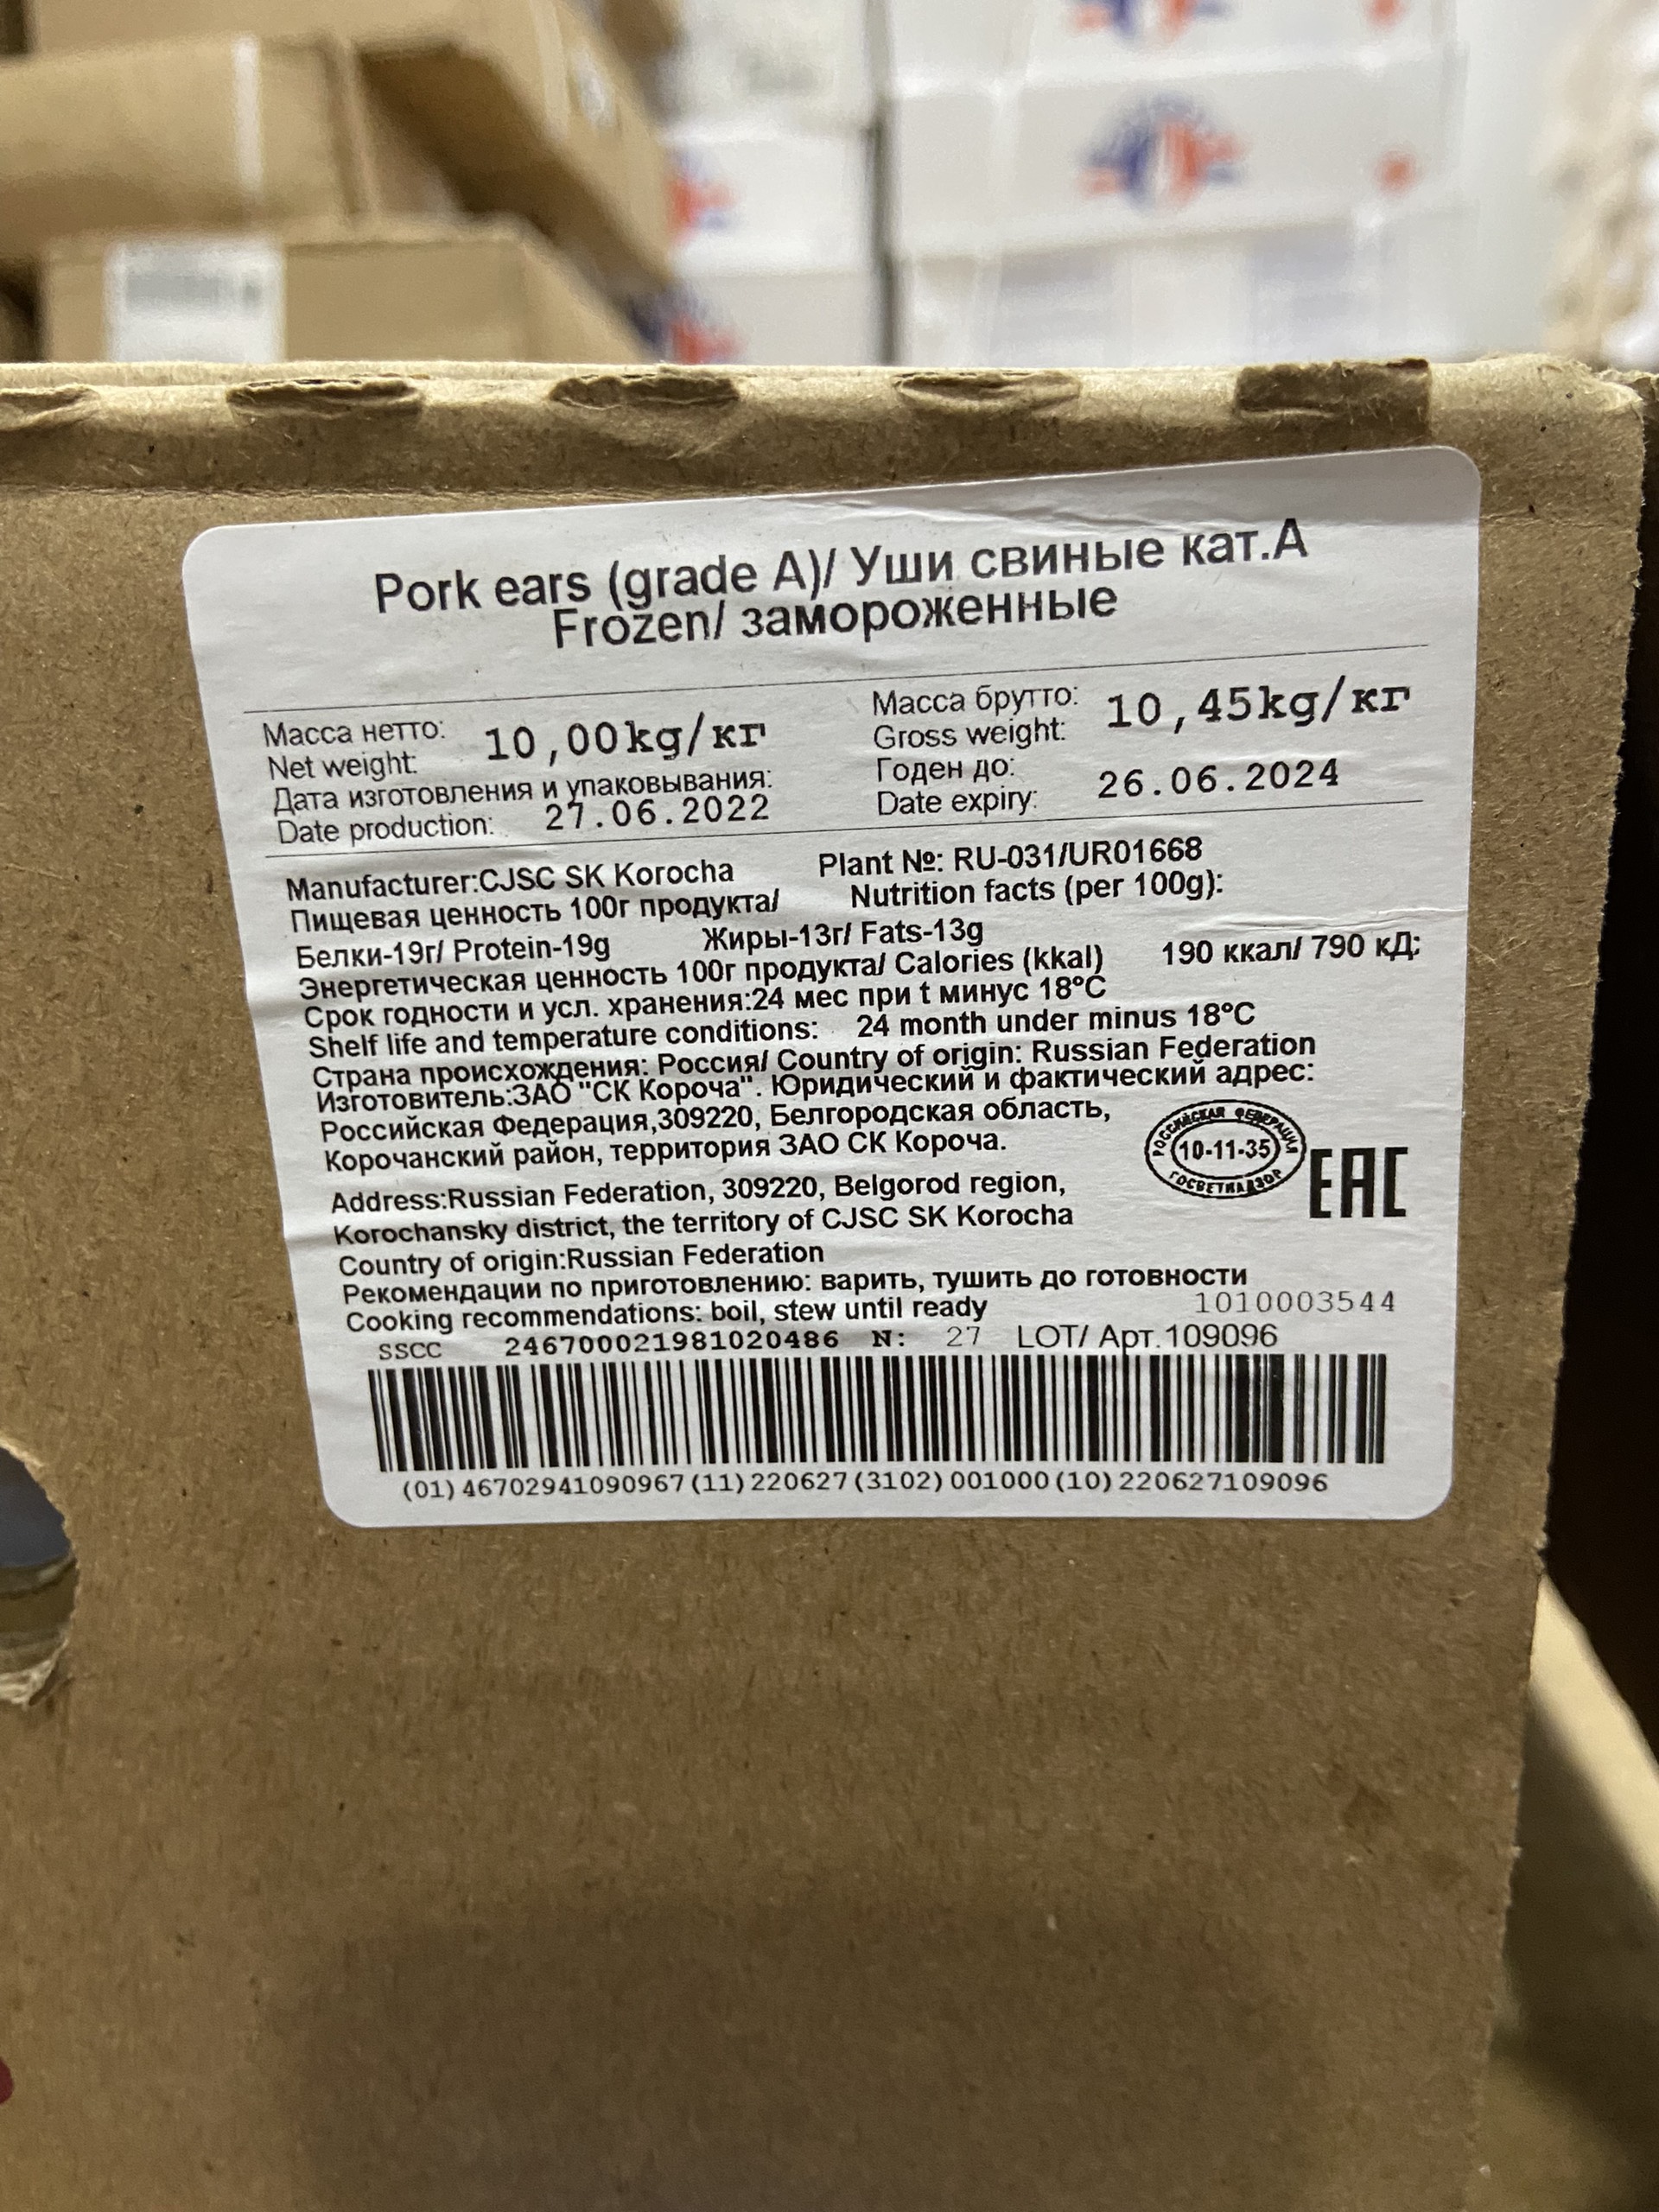 Pork ears (grade A)/ Уши свиные кат.А
Frozen/ замороженные
Масса нетто: 10,00kg/кг
Net weight:
Масса брутто: 10,45kg/кг
Gross weight:
Дата изготовления и упаковывания:
Date production: 27.06.2022
Годен до: 26.06.2024
Date expiry:
Manufacturer:CJSC SK Korocha Plant №: RU-031/UR01668
Пищевая ценность 100г продукта/ Nutrition facts (per 100g):
Белки-19г/ Protein-19g Жиры-13г/ Fats-13g
Энергетическая ценность 100г продукта/ Calories (kkal) 190 ккал/ 790 кД:
Срок годности и усл. хранения:24 мес при t минус 18°С
Shelf life and temperature conditions: 24 month under minus 18°C
Страна происхождения: Россия/ Country of origin: Russian Federation
Изготовитель:ЗАО "СК Короча". Юридический и фактический адрес:
Российская Федерация,309220, Белгородская область,
Корочанский район, территория ЗАО СК Короча.
РОССИЙСКАЯ ФЕДЕРАЦИЯ
10-11-35
ГОСВЕТНАДЗОР
EAC
Address:Russian Federation, 309220, Belgorod region,
Korochansky district, the territory of CJSC SK Korocha
Country of origin:Russian Federation
Рекомендации по приготовлению: варить, тушить до готовности
Cooking recommendations: boil, stew until ready 1010003544
SSCC 246700021981020486 N: 27 LOT/ Арт.109096
(01)46702941090967(11)220627(3102)001000(10)220627109096